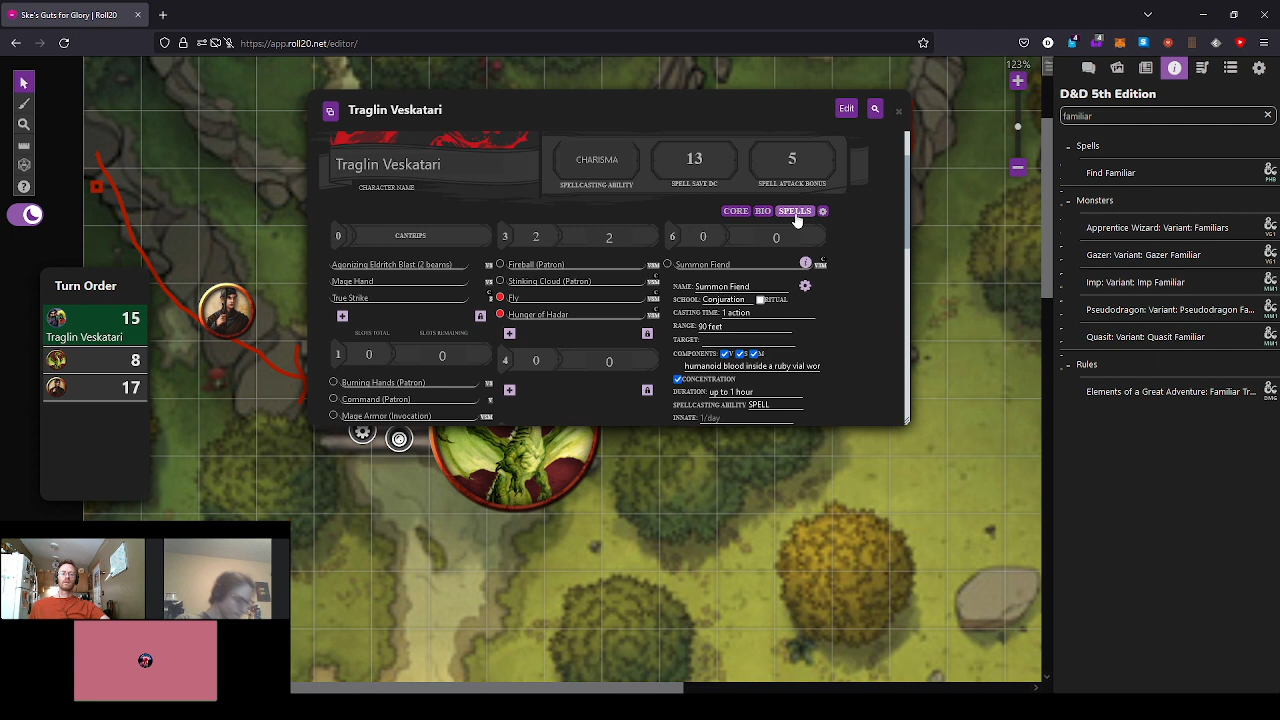 Ske's Guts for Glory | Roll20
https://app.roll20.net/editor/
4
4
123%
D&D 5th Edition
familiar
Spells
Find Familiar
PHB
Monsters
Apprentice Wizard: Variant: Familiars
Gazer: Variant: Gazer Familiar
Imp: Variant: Imp Familiar
MM1
Pseudodragon: Variant: Pseudodragon Fa...
MM1
Quasit: Variant: Quasit Familiar
MM1
Rules
Elements of a Great Adventure: Familiar Tr...
DMG
Turn Order
15
Traglin Veskatari
8
17
Traglin Veskatari
Edit
Traglin Veskatari
CHARACTER NAME
CHARISMA
SPELLCASTING ABILITY
13
SPELL SAVE DC
5
SPELL ATTACK BONUS
CORE BIO SPELLS
0 CANTRIPS
Agonizing Eldritch Blast (2 beams)
Mage Hand
True Strike
SLOTS TOTAL SLOTS REMAINING
1 0 0
Burning Hands (Patron)
Command (Patron)
Mage Armor (Invocation)
3 2 2
Fireball (Patron)
Stinking Cloud (Patron)
Fly
Hunger of Hadar
4 0 0
6 0 0
Summon Fiend
NAME: Summon Fiend
SCHOOL: Conjuration RITUAL
CASTING TIME: 1 action
RANGE: 90 feet
TARGET:
COMPONENTS: V S M
humanoid blood inside a ruby vial wor
CONCENTRATION
DURATION: up to 1 hour
SPELLCASTING ABILITY SPELL
INNATE: 1/day